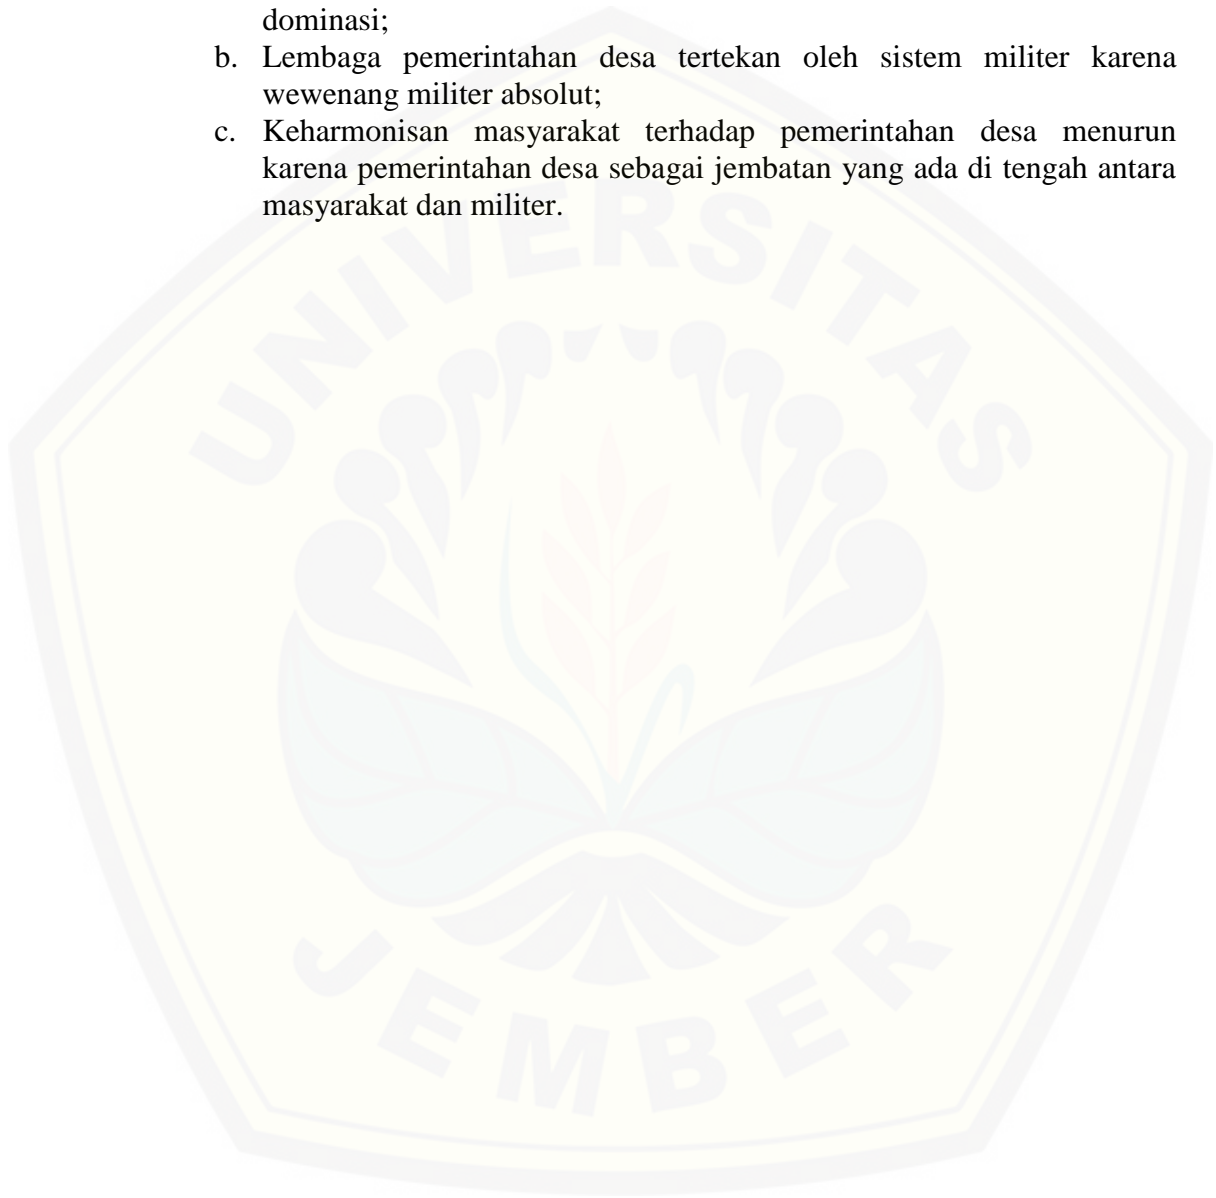 dominasi;
b. Lembaga pemerintahan desa tertekan oleh sistem militer karena
wewenang militer absolut;
c. Keharmonisan masyarakat terhadap pemerintahan desa menurun
karena pemerintahan desa sebagai jembatan yang ada di tengah antara
masyarakat dan militer.
UNIVERSITAS
JEMBER